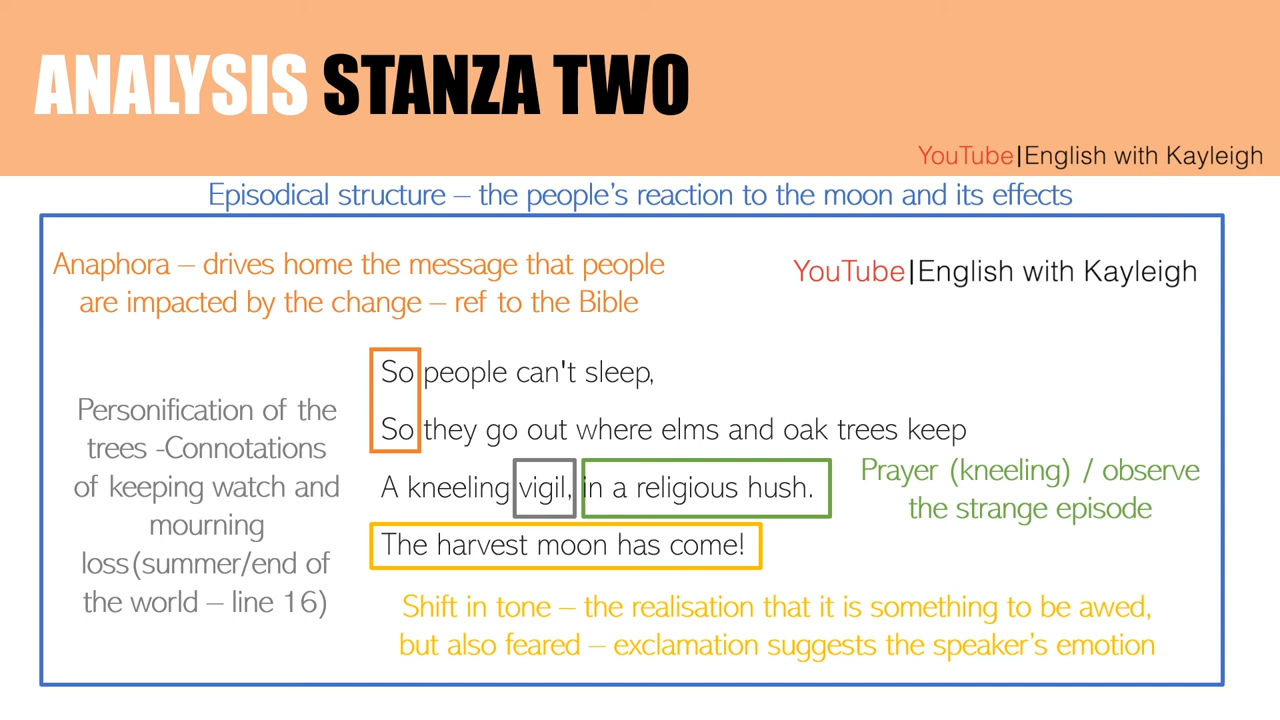 ANALYSIS STANZA TWO
YouTube|English with Kayleigh
Episodical structure – the people's reaction to the moon and its effects
Anaphora – drives home the message that people
are impacted by the change – ref to the Bible
YouTube|English with Kayleigh
So people can't sleep,
So they go out where elms and oak trees keep
A kneeling vigil, in a religious hush.
The harvest moon has come!
Personification of the
trees -Connotations
of keeping watch and
mourning
loss(summer/end of
the world – line 16)
Prayer (kneeling) / observe
the strange episode
Shift in tone – the realisation that it is something to be awed,
but also feared – exclamation suggests the speaker's emotion